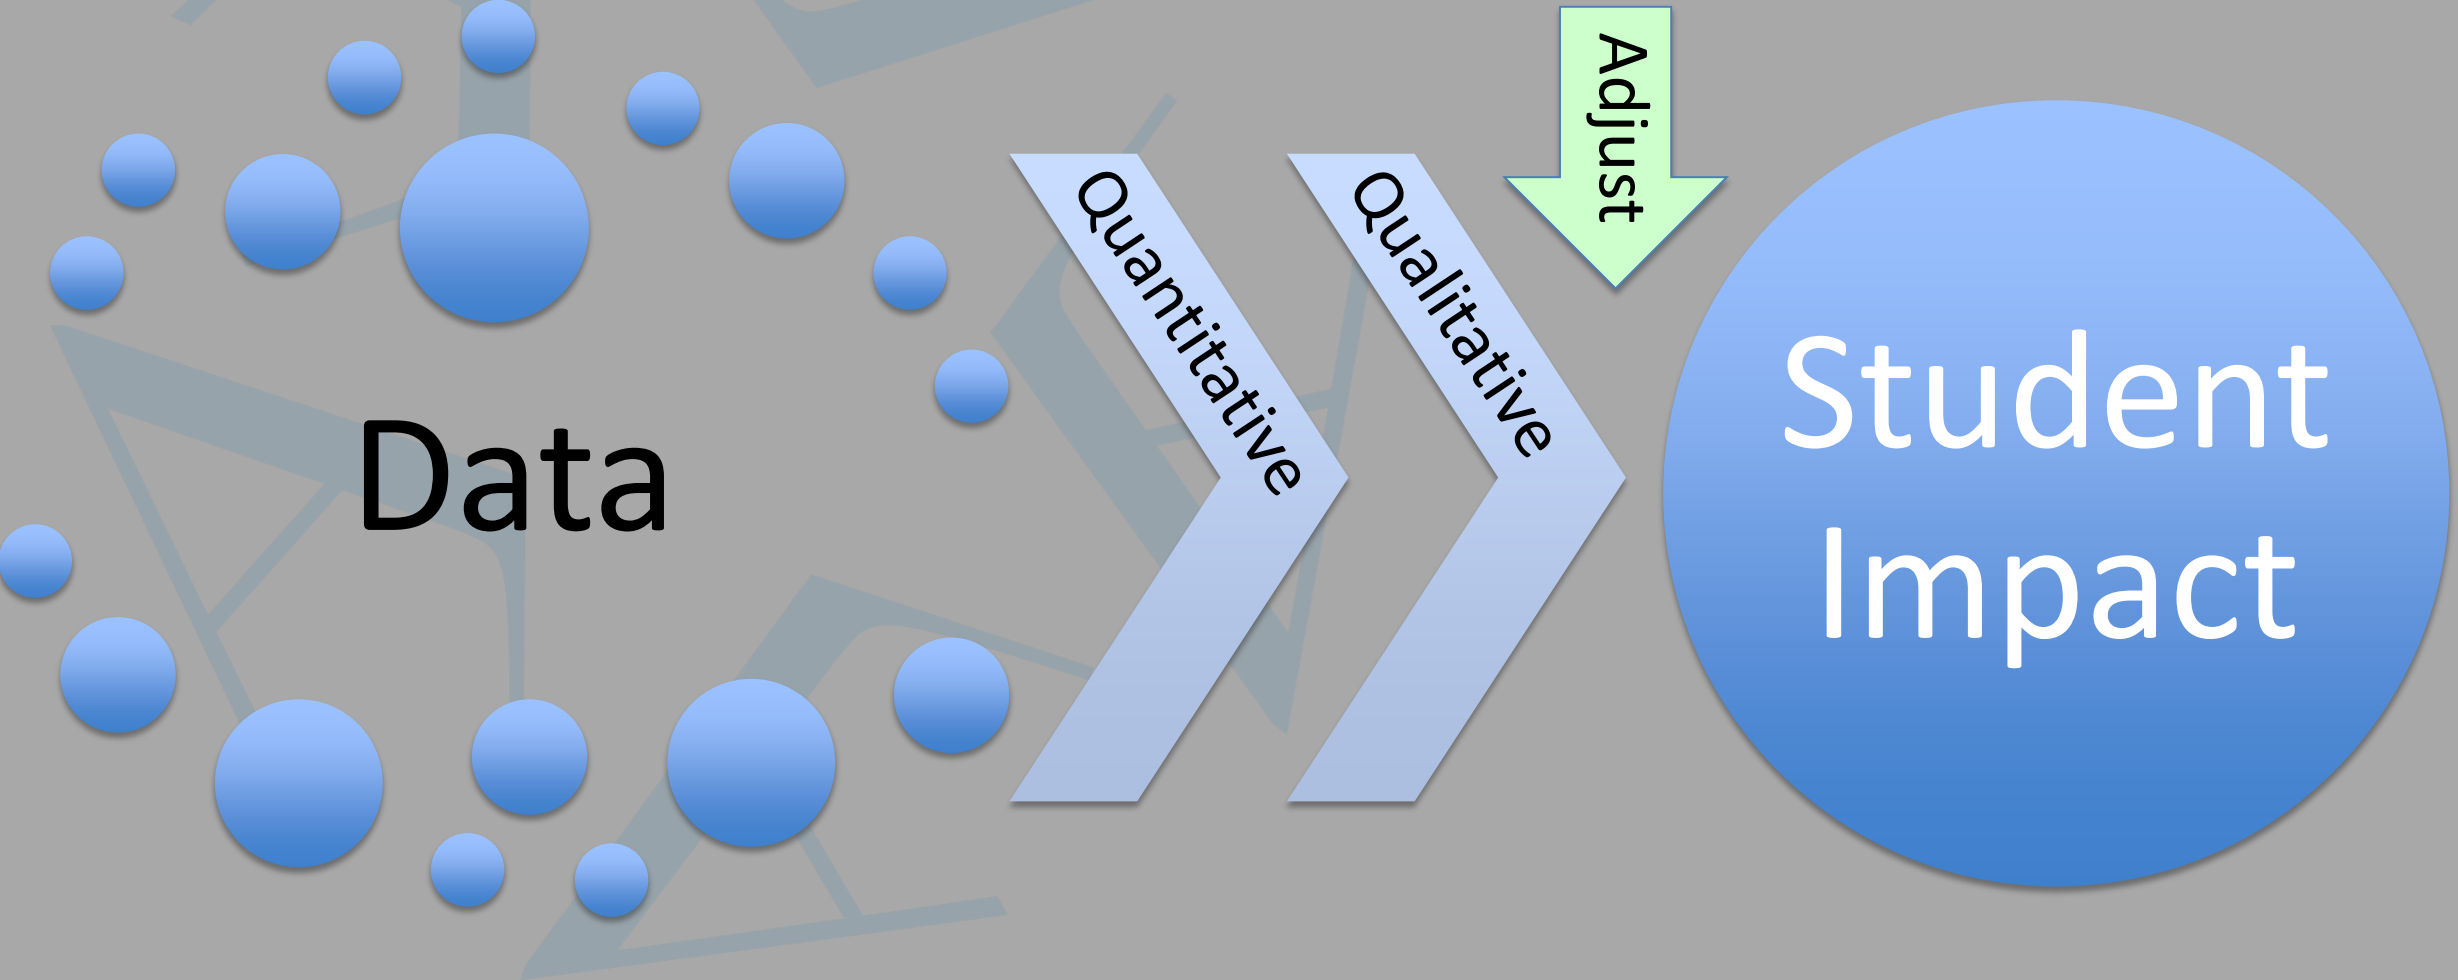 Data
Quantitative
Qualitative
Adjust
Student
Impact